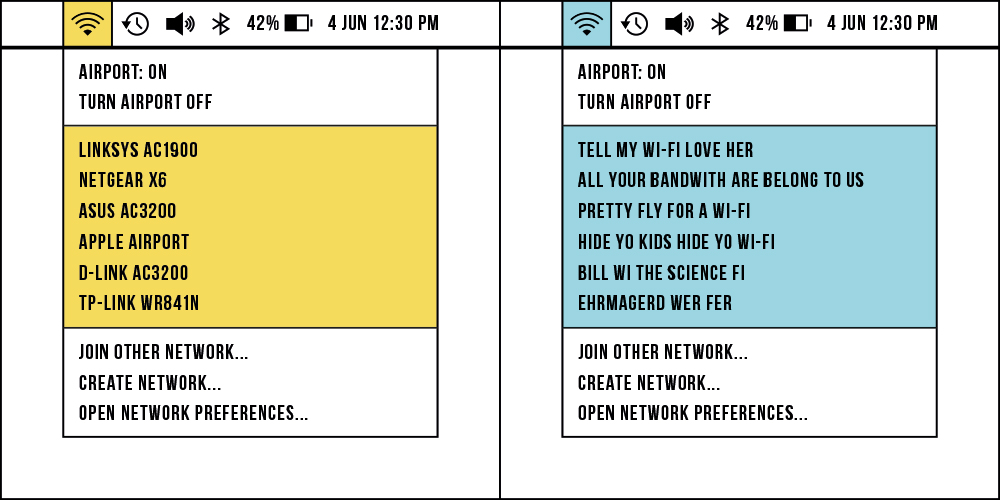 42% 4 JUN 12:30 PM
AIRPORT: ON
TURN AIRPORT OFF
LINKSYS AC1900
NETGEAR X6
ASUS AC3200
APPLE AIRPORT
D-LINK AC3200
TP-LINK WR841N
JOIN OTHER NETWORK...
CREATE NETWORK...
OPEN NETWORK PREFERENCES...
42% 4 JUN 12:30 PM
AIRPORT: ON
TURN AIRPORT OFF
TELL MY WI-FI LOVE HER
ALL YOUR BANDWITH ARE BELONG TO US
PRETTY FLY FOR A WI-FI
HIDE YO KIDS HIDE YO WI-FI
BILL WI THE SCIENCE FI
EHRMAGERD WER FER
JOIN OTHER NETWORK...
CREATE NETWORK...
OPEN NETWORK PREFERENCES...